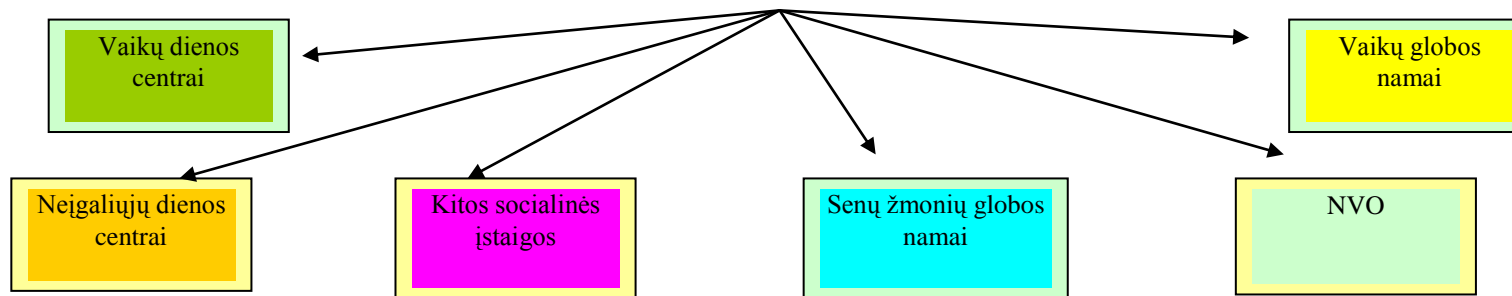 Vaikų dienos
centrai
Vaikų globos
namai
Neįgaliųjų dienos
centrai
Kitos socialinės
įstaigos
Senų žmonių globos
namai
NVO